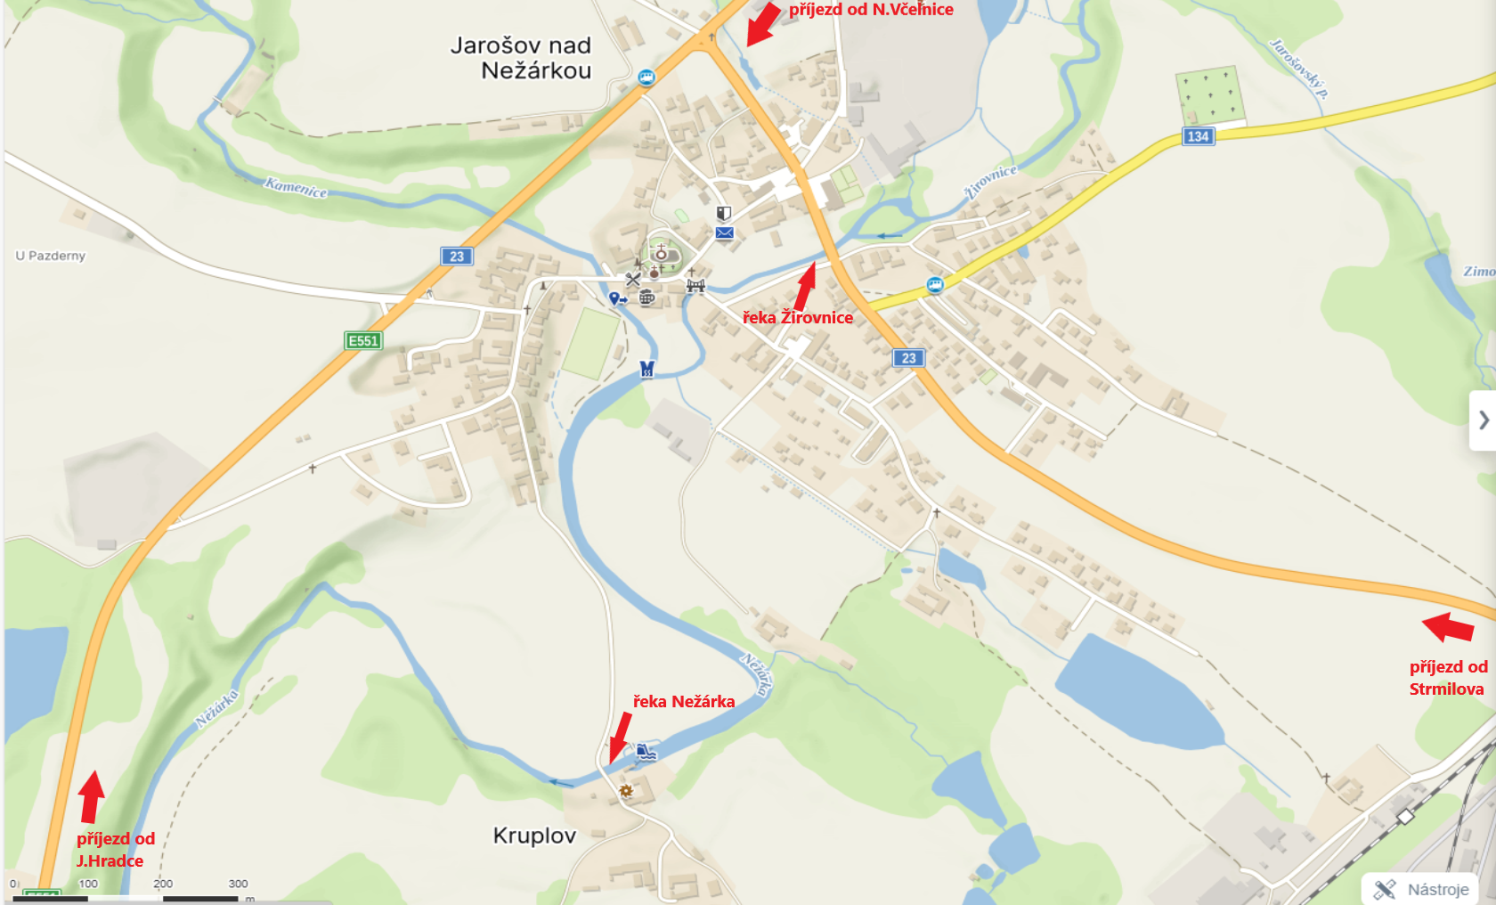 příjezd od N.Včelnice
Jarošov nad
Nežárkou
Jarošovský p.
134
Kamenice
Žirovnice
23
U Pazderny
Zimo
řeka Žirovnice
E551
23
příjezd od
Strmilova
Nežárka
Nežárka
řeka Nežárka
příjezd od
J.Hradce
Kruplov
0 100 200 300
m
Nástroje